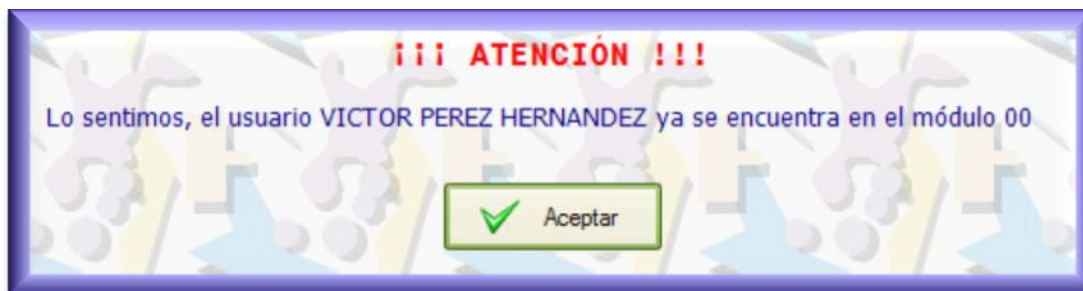 ¡¡¡ ATENCIÓN !!!
Lo sentimos, el usuario VICTOR PEREZ HERNANDEZ ya se encuentra en el módulo 00
Aceptar